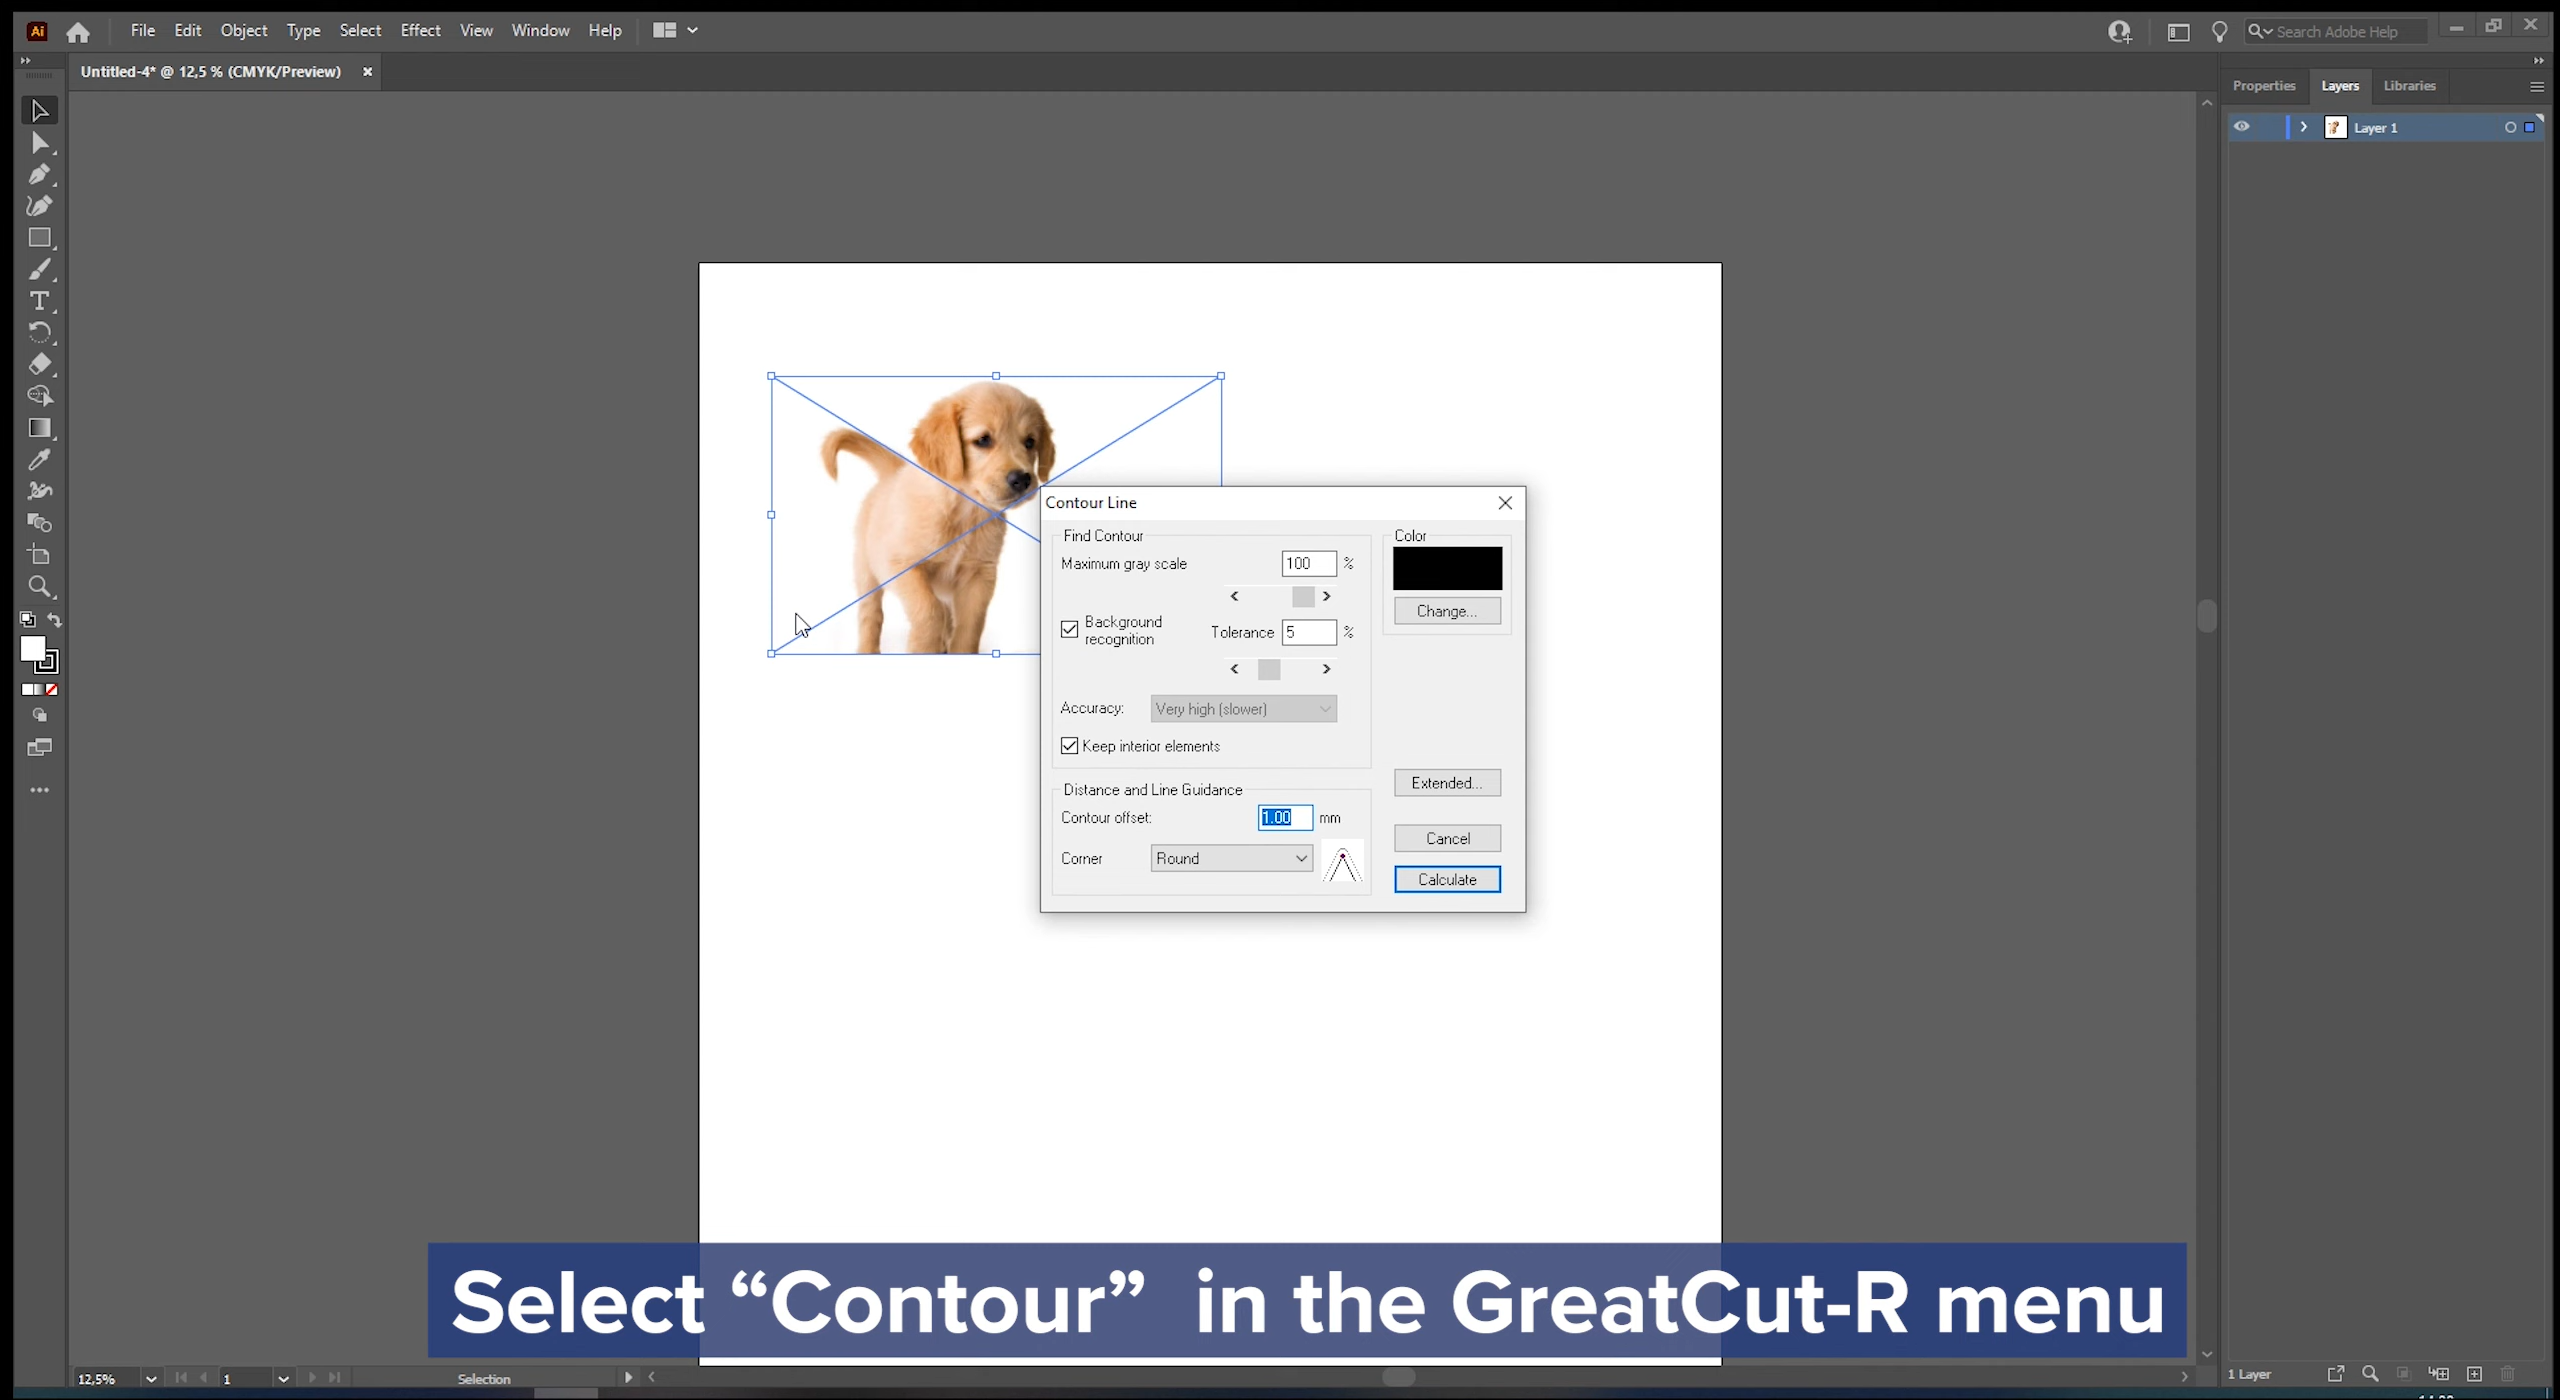 Ai
File Edit Object Type Select Effect View Window Help
Search Adobe Help
Untitled-4* @ 12,5 % (CMYK/Preview)
Properties Layers Libraries
Layer 1
Contour Line
Find Contour
Maximum gray scale 100 %
Background recognition
Tolerance 5 %
Accuracy: Very high (slower)
Keep interior elements
Distance and Line Guidance
Contour offset: 1.00 mm
Corner Round
Color
Change...
Extended...
Cancel
Calculate
Select “Contour” in the GreatCut-R menu
12,5% 1 Selection
1 Layer